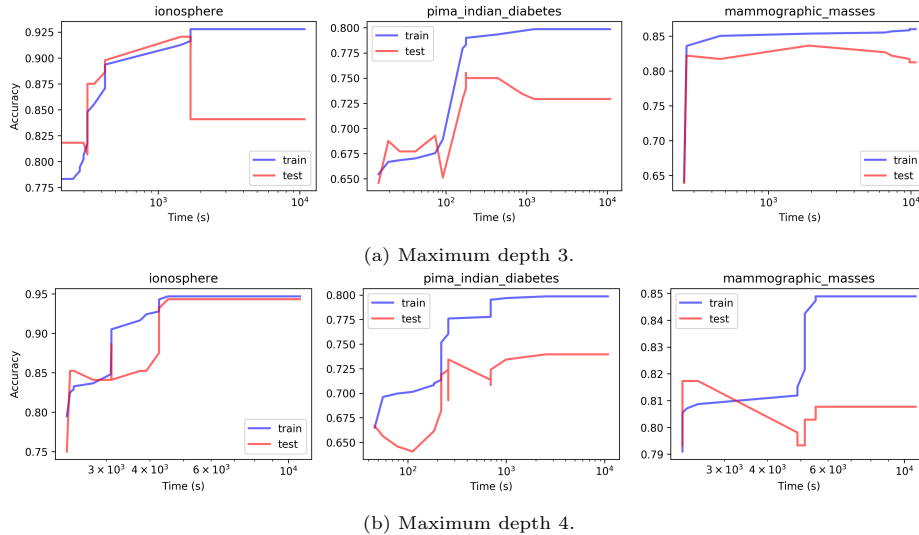 ionosphere
pima_indian_diabetes
mammographic_masses
0.925
0.900
0.875
0.850
0.825
0.800
0.775
Accuracy
train
test
10³
10⁴
Time (s)
0.800
0.775
0.750
0.725
0.700
0.675
0.650
train
test
10²
10³
10⁴
Time (s)
0.85
0.80
0.75
0.70
0.65
train
test
10³
10⁴
Time (s)
(a) Maximum depth 3.
ionosphere
pima_indian_diabetes
mammographic_masses
0.95
0.90
0.85
0.80
0.75
Accuracy
train
test
3 × 10³
4 × 10³
6 × 10³
10⁴
Time (s)
0.800
0.775
0.750
0.725
0.700
0.675
0.650
train
test
10²
10³
10⁴
Time (s)
0.85
0.84
0.83
0.82
0.81
0.80
0.79
train
test
3 × 10³
4 × 10³
6 × 10³
10⁴
Time (s)
(b) Maximum depth 4.